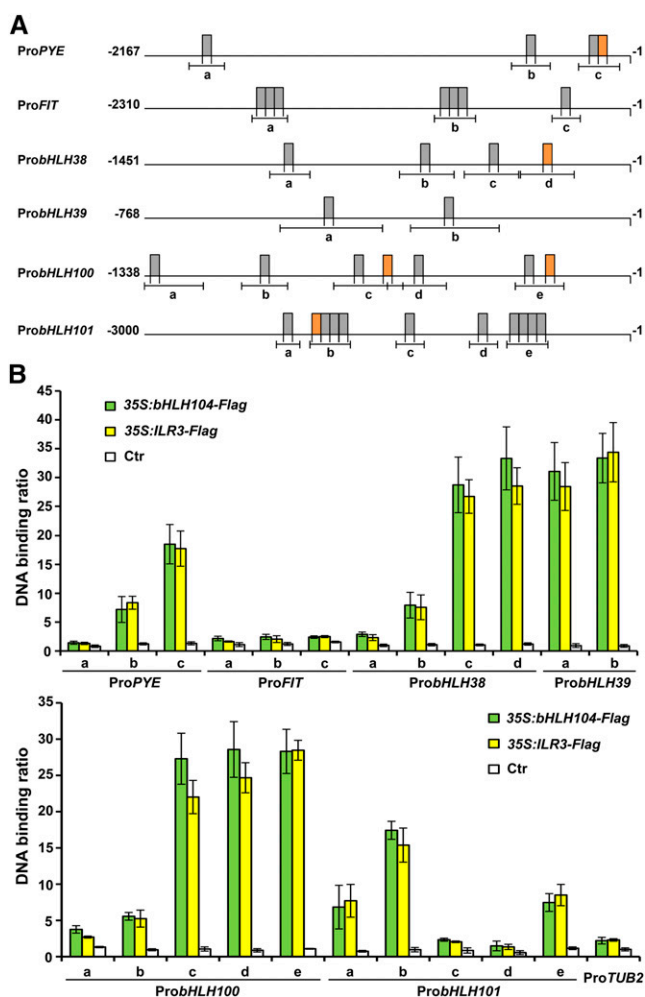 A
ProPYE -2167 -1
a b c
ProFIT -2310 -1
a b c
ProbHLH38 -1451 -1
a b c d
ProbHLH39 -768 -1
a b
ProbHLH100 -1338 -1
a b c d e
ProbHLH101 -3000 -1
a b c d e
B
45
40
35
30
25
20
15
10
5
0
DNA binding ratio
35S:bHLH104-Flag
35S:ILR3-Flag
Ctr
a b c a b c a b c d a b
ProPYE ProFIT ProbHLH38 ProbHLH39
35
30
25
20
15
10
5
0
DNA binding ratio
35S:bHLH104-Flag
35S:ILR3-Flag
Ctr
a b c d e a b c d e ProTUB2
ProbHLH100 ProbHLH101